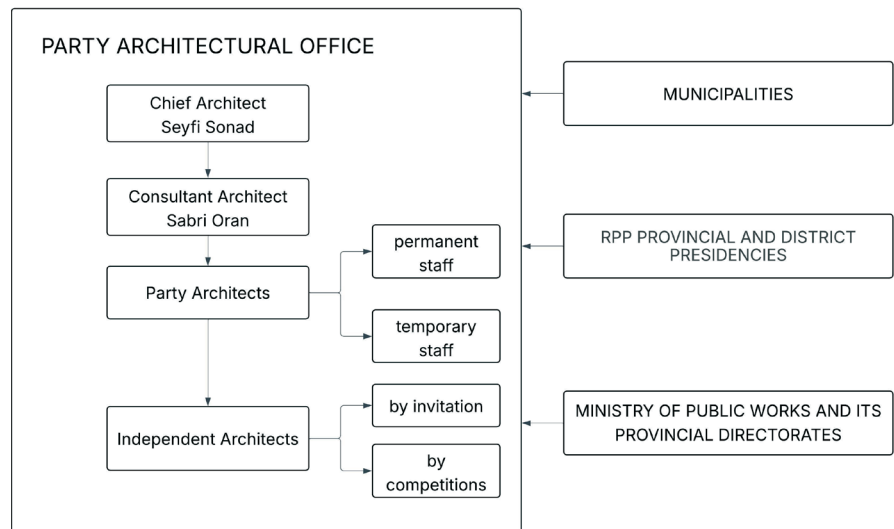 PARTY ARCHITECTURAL OFFICE
Chief Architect
Seyfi Sonad
Consultant Architect
Sabri Oran
Party Architects
permanent
staff
temporary
staff
Independent Architects
by invitation
by
competitions
MUNICIPALITIES
RPP PROVINCIAL AND DISTRICT
PRESIDENCIES
MINISTRY OF PUBLIC WORKS AND ITS
PROVINCIAL DIRECTORATES